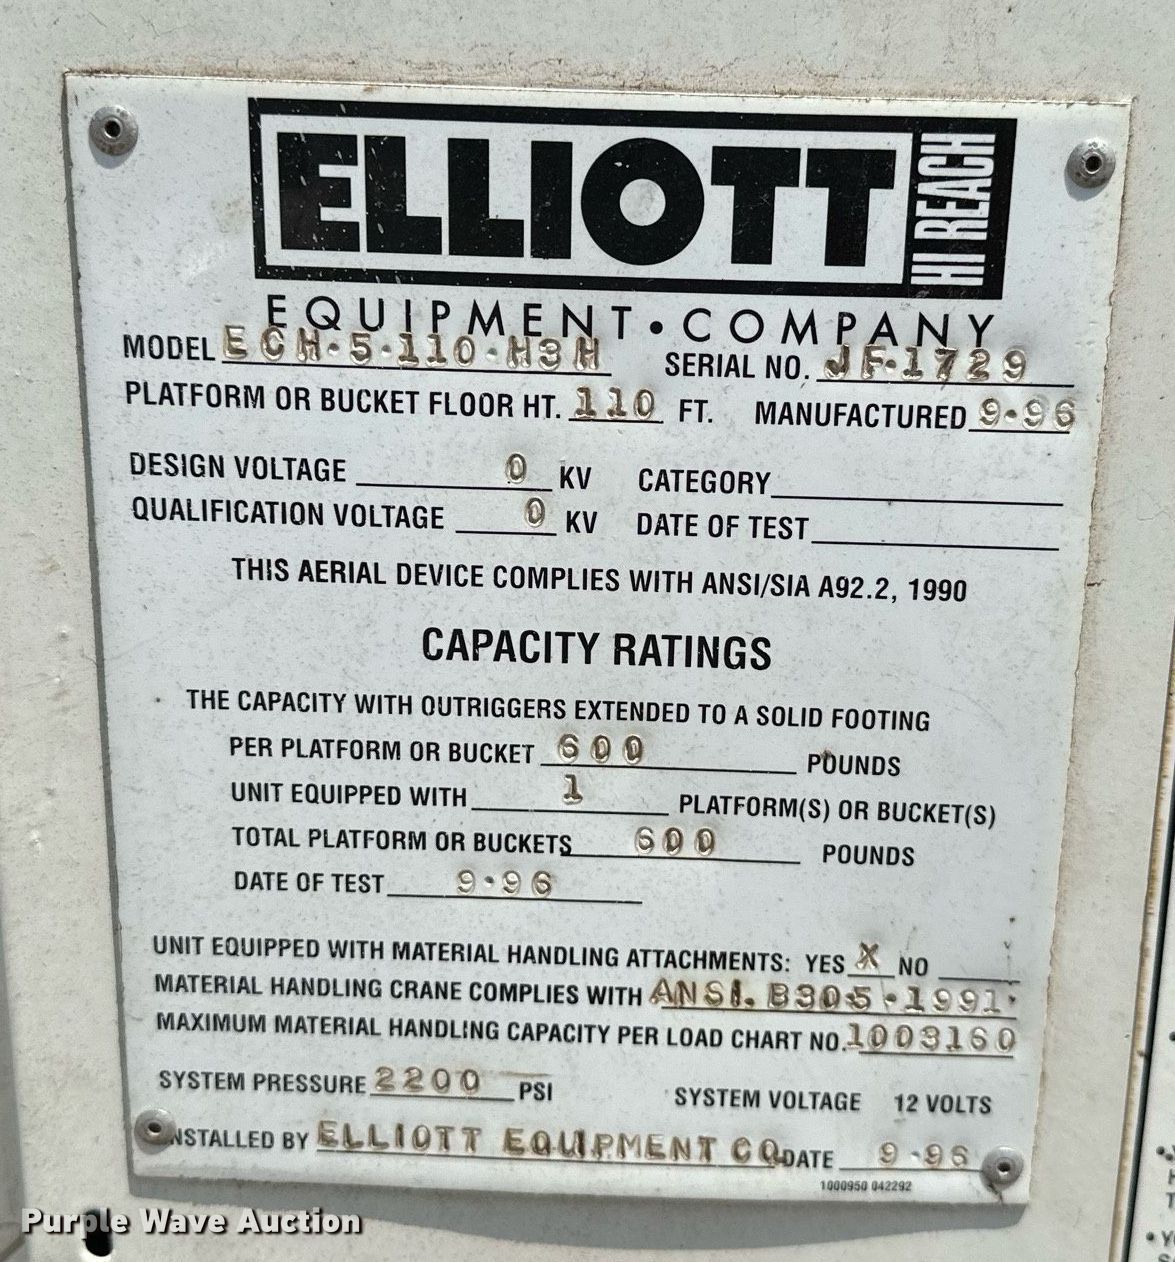 ELLIOTT HI REACH
EQUIPMENT • COMPANY
MODEL ECH-5-110-H3H SERIAL NO. JF-1729
PLATFORM OR BUCKET FLOOR HT. 110 FT. MANUFACTURED 9-96
DESIGN VOLTAGE 0 KV CATEGORY
QUALIFICATION VOLTAGE 0 KV DATE OF TEST
THIS AERIAL DEVICE COMPLIES WITH ANSI/SIA A92.2, 1990
CAPACITY RATINGS
THE CAPACITY WITH OUTRIGGERS EXTENDED TO A SOLID FOOTING
PER PLATFORM OR BUCKET 600 POUNDS
UNIT EQUIPPED WITH 1 PLATFORM(S) OR BUCKET(S)
TOTAL PLATFORM OR BUCKETS 600 POUNDS
DATE OF TEST 9-96
UNIT EQUIPPED WITH MATERIAL HANDLING ATTACHMENTS: YES X NO
MATERIAL HANDLING CRANE COMPLIES WITH ANSI. B30.5-1991.
MAXIMUM MATERIAL HANDLING CAPACITY PER LOAD CHART NO. 1003160
SYSTEM PRESSURE 2200 PSI SYSTEM VOLTAGE 12 VOLTS
INSTALLED BY ELLIOTT EQUIPMENT CO. DATE 9-96
1000950 042292
Purple Wave Auction